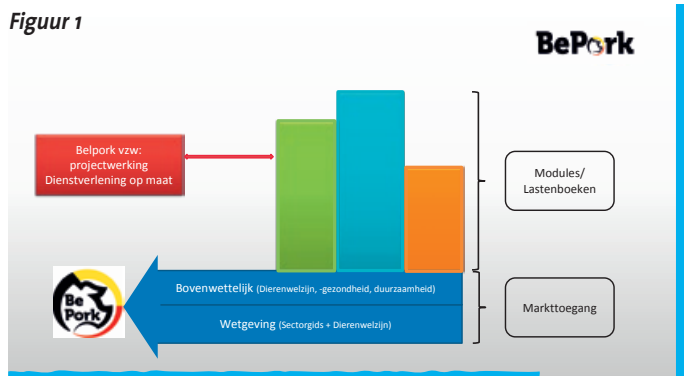 Figuur 1
BePork
Belpork vzw:
projectwerking
Dienstverlening op maat
Modules/
Lastenboeken
Be
Pork
Bovenwettelijk (Dierenwelzijn, -gezondheid, duurzaamheid)
Wetgeving (Sectorgids + Dierenwelzijn)
Markttoegang